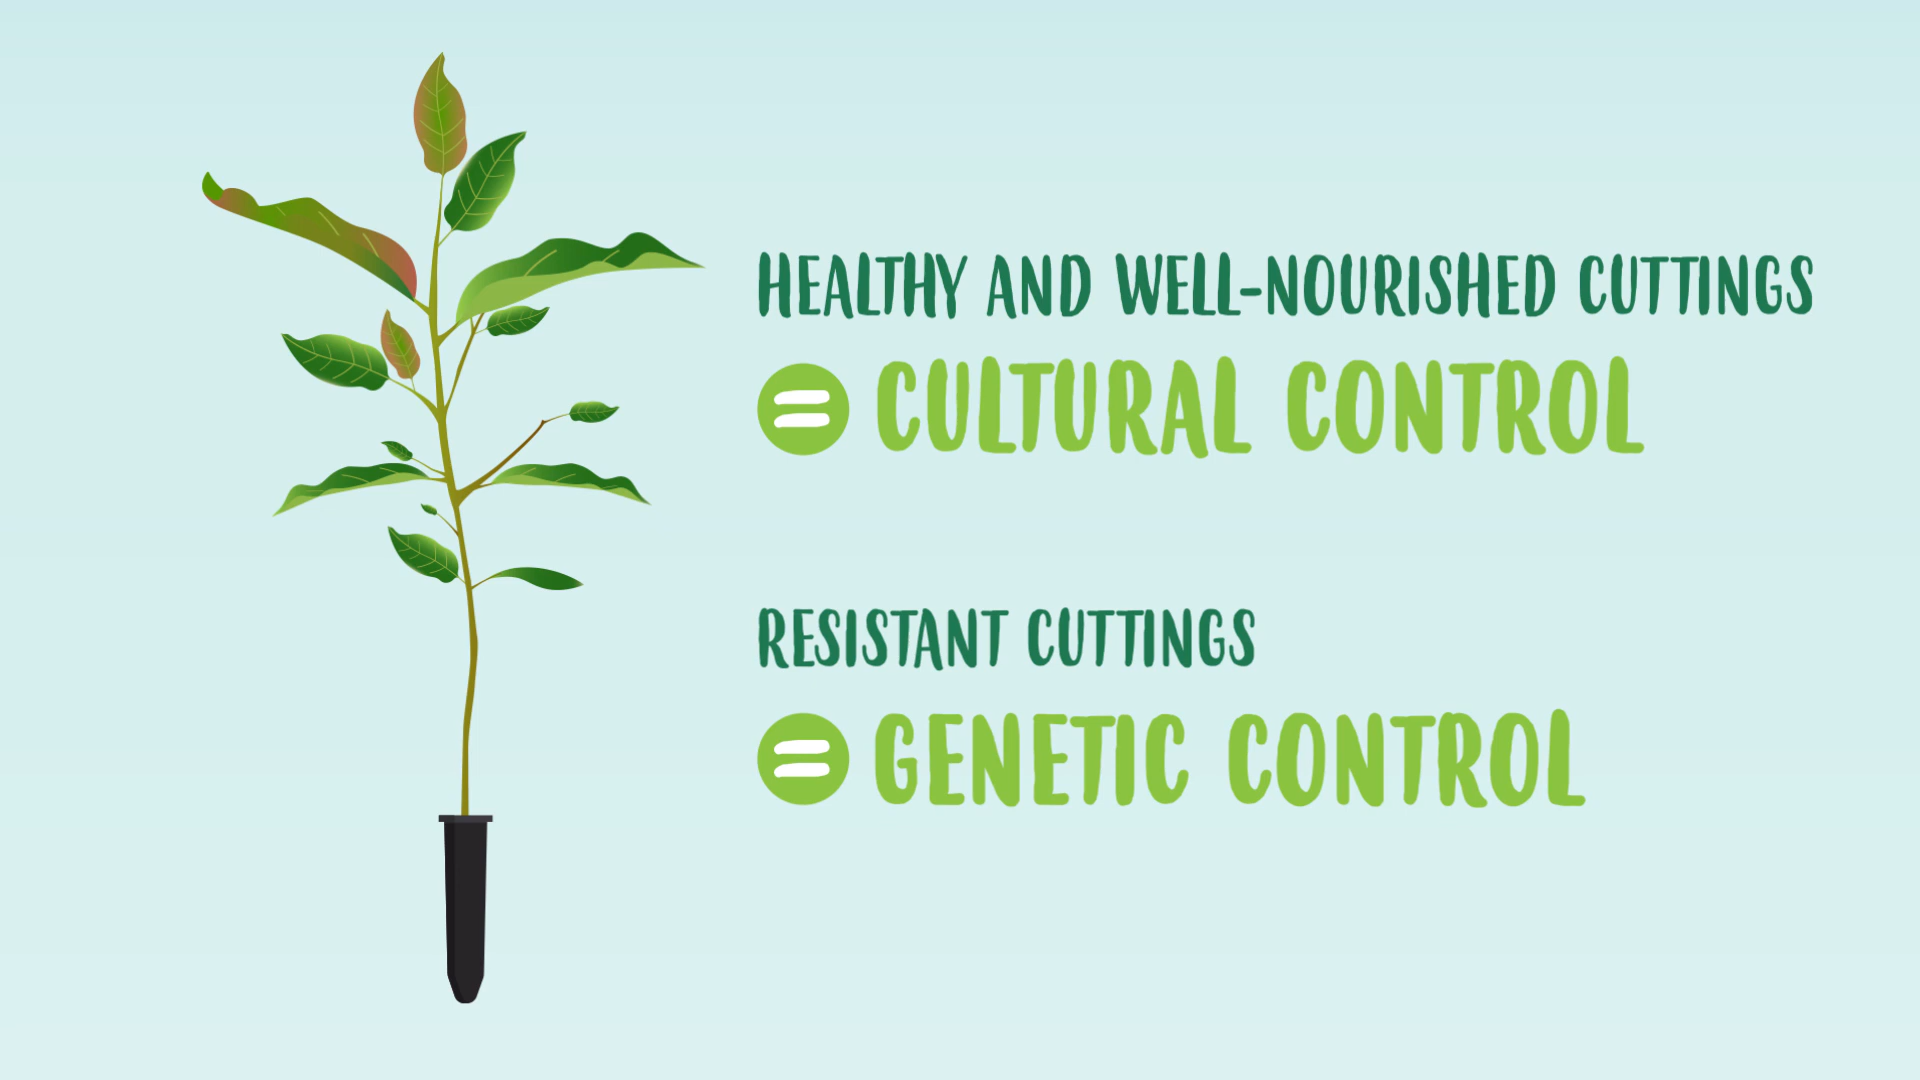 HEALTHY AND WELL-NOURISHED CUTTINGS
= CULTURAL CONTROL
RESISTANT CUTTINGS
= GENETIC CONTROL